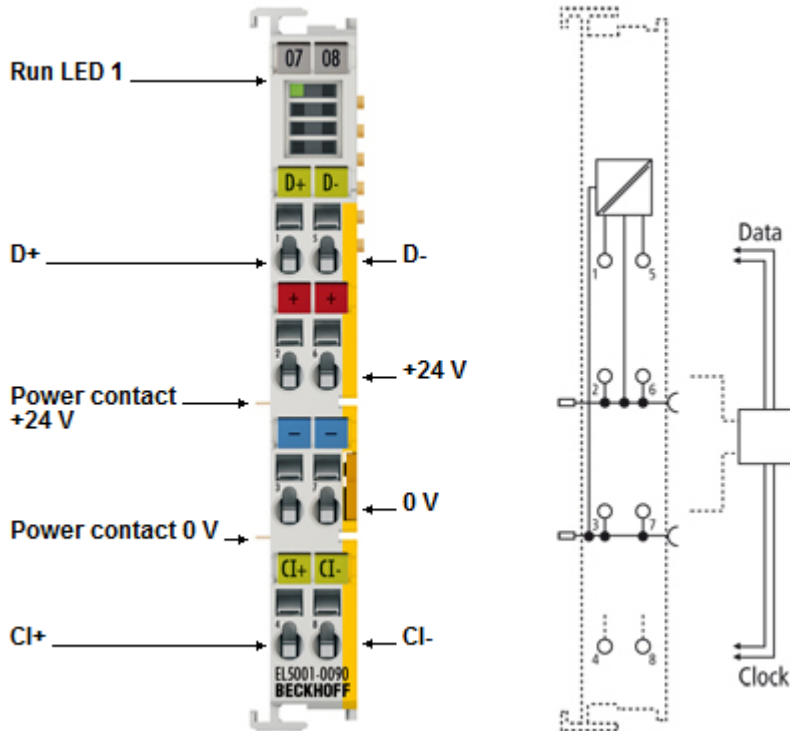 Run LED 1
07 08
D+ D-
1 5
D+
D-
+ +
2 6
+24 V
Power contact
+24 V
− −
3 7
0 V
Power contact 0 V
CI+ CI-
4 8
CI+
CI-
EL5001-0090
BECKHOFF
Data
1 5
2 6
3 7
4 8
Clock